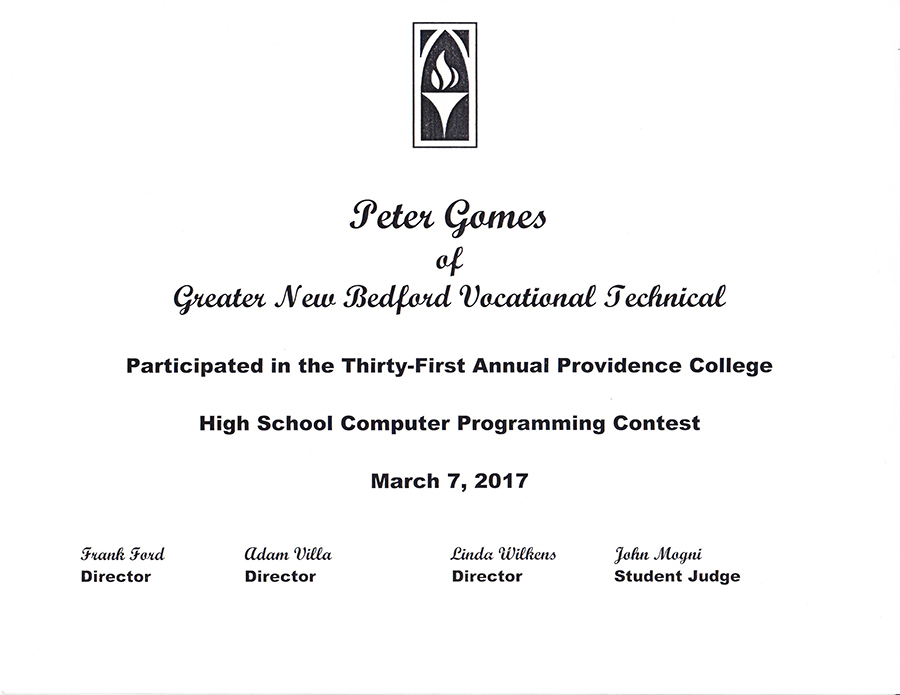 Peter Gomes
of
Greater New Bedford Vocational Technical
Participated in the Thirty-First Annual Providence College
High School Computer Programming Contest
March 7, 2017
Frank Ford Adam Villa Linda Wilkens John Mogni
Director Director Director Student Judge